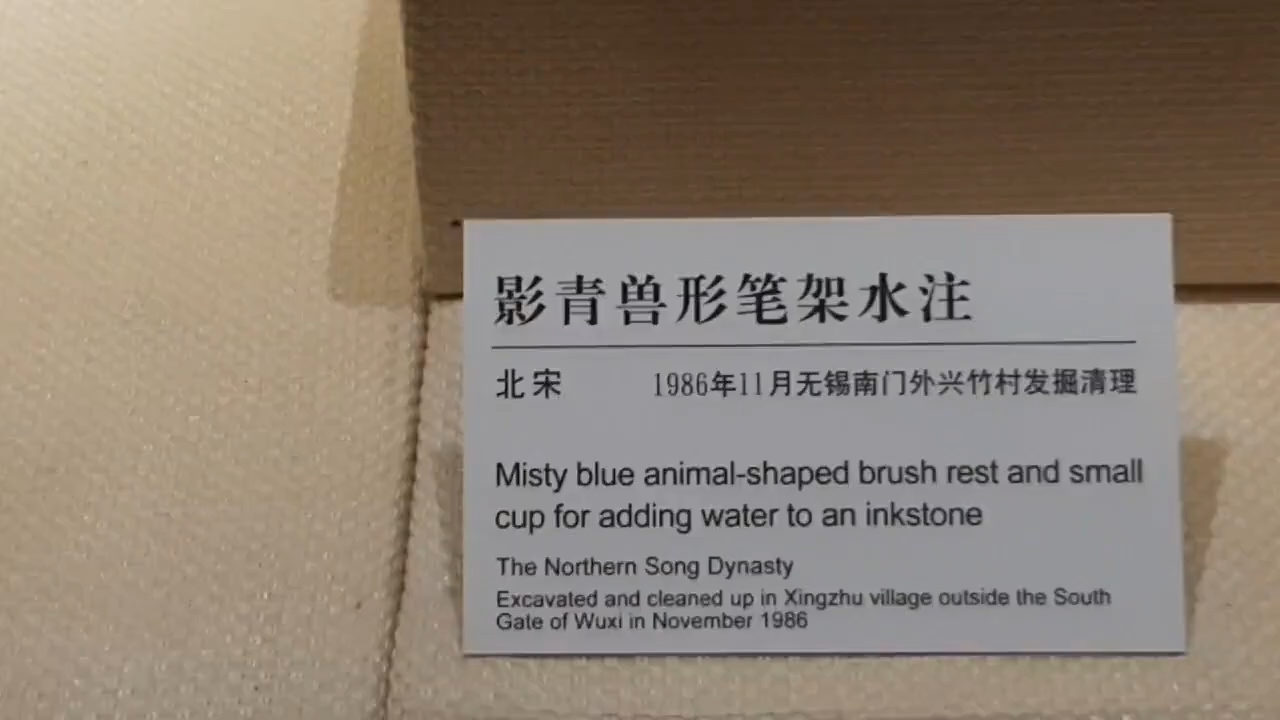 影青兽形笔架水注
北宋 1986年11月无锡南门外兴竹村发掘清理
Misty blue animal-shaped brush rest and small
cup for adding water to an inkstone
The Northern Song Dynasty
Excavated and cleaned up in Xingzhu village outside the South
Gate of Wuxi in November 1986